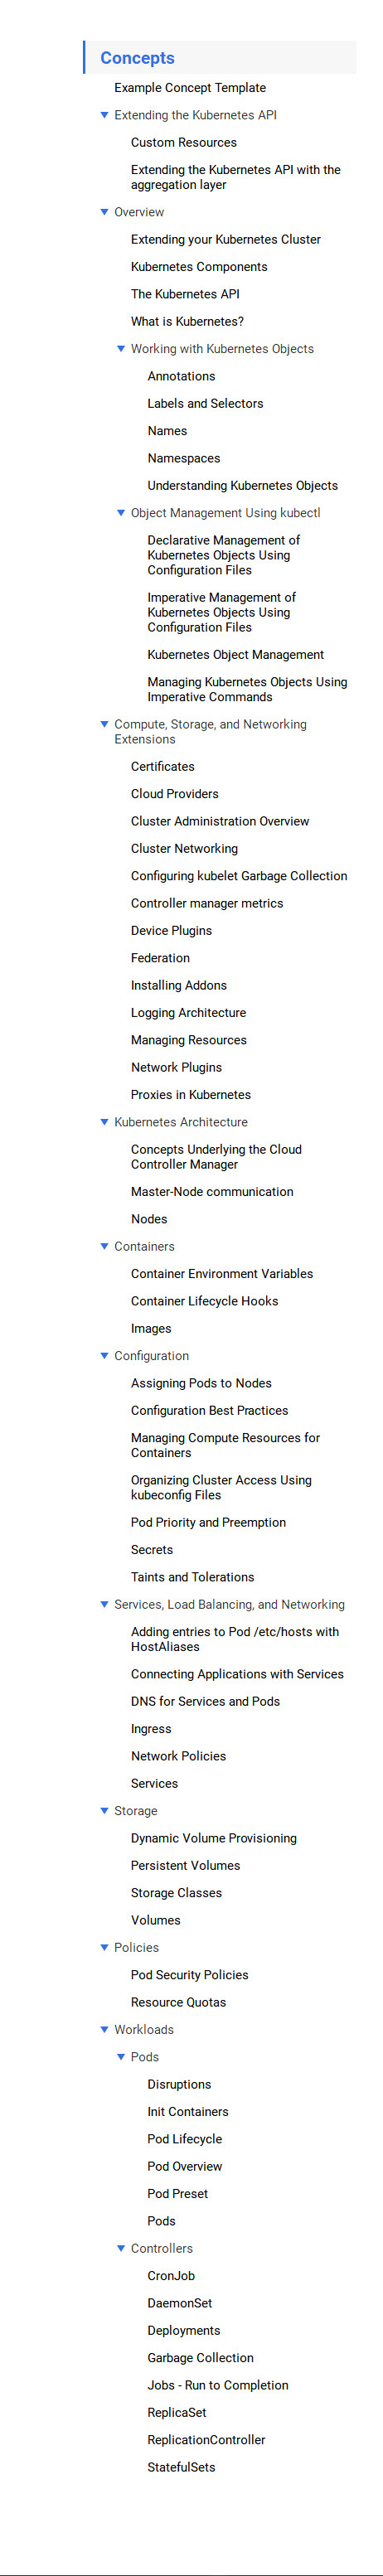 Concepts
Example Concept Template
Extending the Kubernetes API
Custom Resources
Extending the Kubernetes API with the
aggregation layer
Overview
Extending your Kubernetes Cluster
Kubernetes Components
The Kubernetes API
What is Kubernetes?
Working with Kubernetes Objects
Annotations
Labels and Selectors
Names
Namespaces
Understanding Kubernetes Objects
Object Management Using kubectl
Declarative Management of
Kubernetes Objects Using
Configuration Files
Imperative Management of
Kubernetes Objects Using
Configuration Files
Kubernetes Object Management
Managing Kubernetes Objects Using
Imperative Commands
Compute, Storage, and Networking
Extensions
Certificates
Cloud Providers
Cluster Administration Overview
Cluster Networking
Configuring kubelet Garbage Collection
Controller manager metrics
Device Plugins
Federation
Installing Addons
Logging Architecture
Managing Resources
Network Plugins
Proxies in Kubernetes
Kubernetes Architecture
Concepts Underlying the Cloud
Controller Manager
Master-Node communication
Nodes
Containers
Container Environment Variables
Container Lifecycle Hooks
Images
Configuration
Assigning Pods to Nodes
Configuration Best Practices
Managing Compute Resources for
Containers
Organizing Cluster Access Using
kubeconfig Files
Pod Priority and Preemption
Secrets
Taints and Tolerations
Services, Load Balancing, and Networking
Adding entries to Pod /etc/hosts with
HostAliases
Connecting Applications with Services
DNS for Services and Pods
Ingress
Network Policies
Services
Storage
Dynamic Volume Provisioning
Persistent Volumes
Storage Classes
Volumes
Policies
Pod Security Policies
Resource Quotas
Workloads
Pods
Disruptions
Init Containers
Pod Lifecycle
Pod Overview
Pod Preset
Pods
Controllers
CronJob
DaemonSet
Deployments
Garbage Collection
Jobs - Run to Completion
ReplicaSet
ReplicationController
StatefulSets